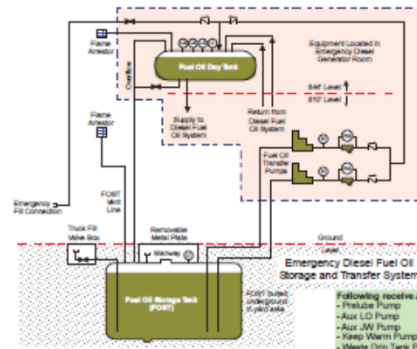 Flame
Arrestor
Equipment Located in
Emergency Diesel
Generator Room
Fuel Oil Day Tank
Overflow
844' Level
810' Level
Flame
Arrestor
Supply to
Diesel Fuel
Oil System
Return from
Diesel Fuel
Oil System
Fuel Oil
Transfer
Pumps
FOST
Vent
Line
Emergency
Fill Connection
Truck Fill
Valve Box
Removable
Metal Plate
Manway
Ground
Level
Emergency Diesel Fuel Oil
Storage and Transfer System
Fuel Oil Storage Tank
(FOST)
FOST buried
underground
in yard area
Following receive
- Prelube Pump
- Aux LO Pump
- Aux JW Pump
- Keep Warm Pump
- Waste Drip Tank